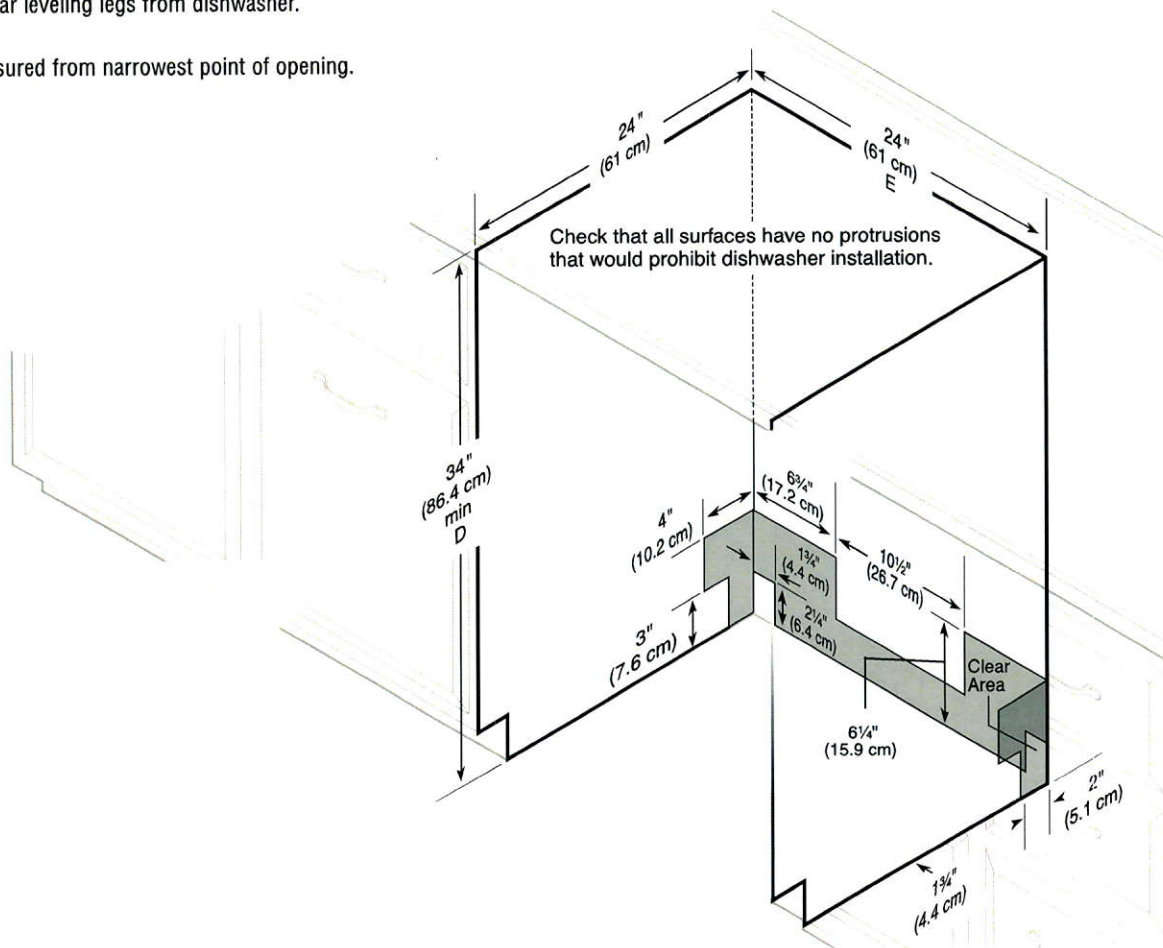 leveling legs from dishwasher.
from narrowest point of opening.
24"
(61 cm)
24"
(61 cm)
E
Check that all surfaces have no protrusions
that would prohibit dishwasher installation.
34"
(86.4 cm)
min
D
4"
(10.2 cm)
6¾"
(17.2 cm)
10½"
(26.7 cm)
1¾"
(4.4 cm)
2¼"
(6.4 cm)
3"
(7.6 cm)
Clear
Area
6¼"
(15.9 cm)
2"
(5.1 cm)
1¾"
(4.4 cm)